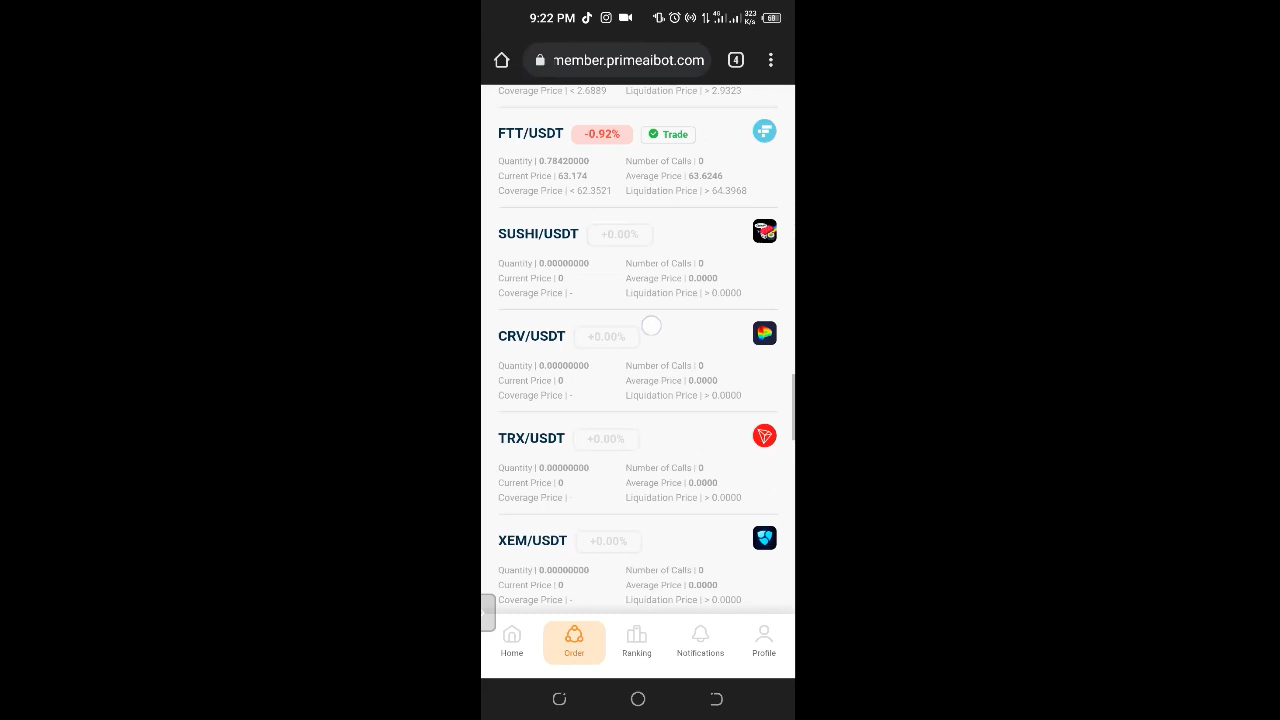 9:22 PM 4G 323 K/s 68
member.primeaibot.com 4
Coverage Price | < 2.6889 Liquidation Price | > 2.9323
FTT/USDT -0.92% Trade
Quantity | 0.78420000 Number of Calls | 0
Current Price | 63.174 Average Price | 63.6246
Coverage Price | < 62.3521 Liquidation Price | > 64.3968
SUSHI/USDT +0.00%
Quantity | 0.00000000 Number of Calls | 0
Current Price | 0 Average Price | 0.0000
Coverage Price | - Liquidation Price | > 0.0000
CRV/USDT +0.00%
Quantity | 0.00000000 Number of Calls | 0
Current Price | 0 Average Price | 0.0000
Coverage Price | - Liquidation Price | > 0.0000
TRX/USDT +0.00%
Quantity | 0.00000000 Number of Calls | 0
Current Price | 0 Average Price | 0.0000
Coverage Price | - Liquidation Price | > 0.0000
XEM/USDT +0.00%
Quantity | 0.00000000 Number of Calls | 0
Current Price | 0 Average Price | 0.0000
Coverage Price | - Liquidation Price | > 0.0000
Home Order Ranking Notifications Profile